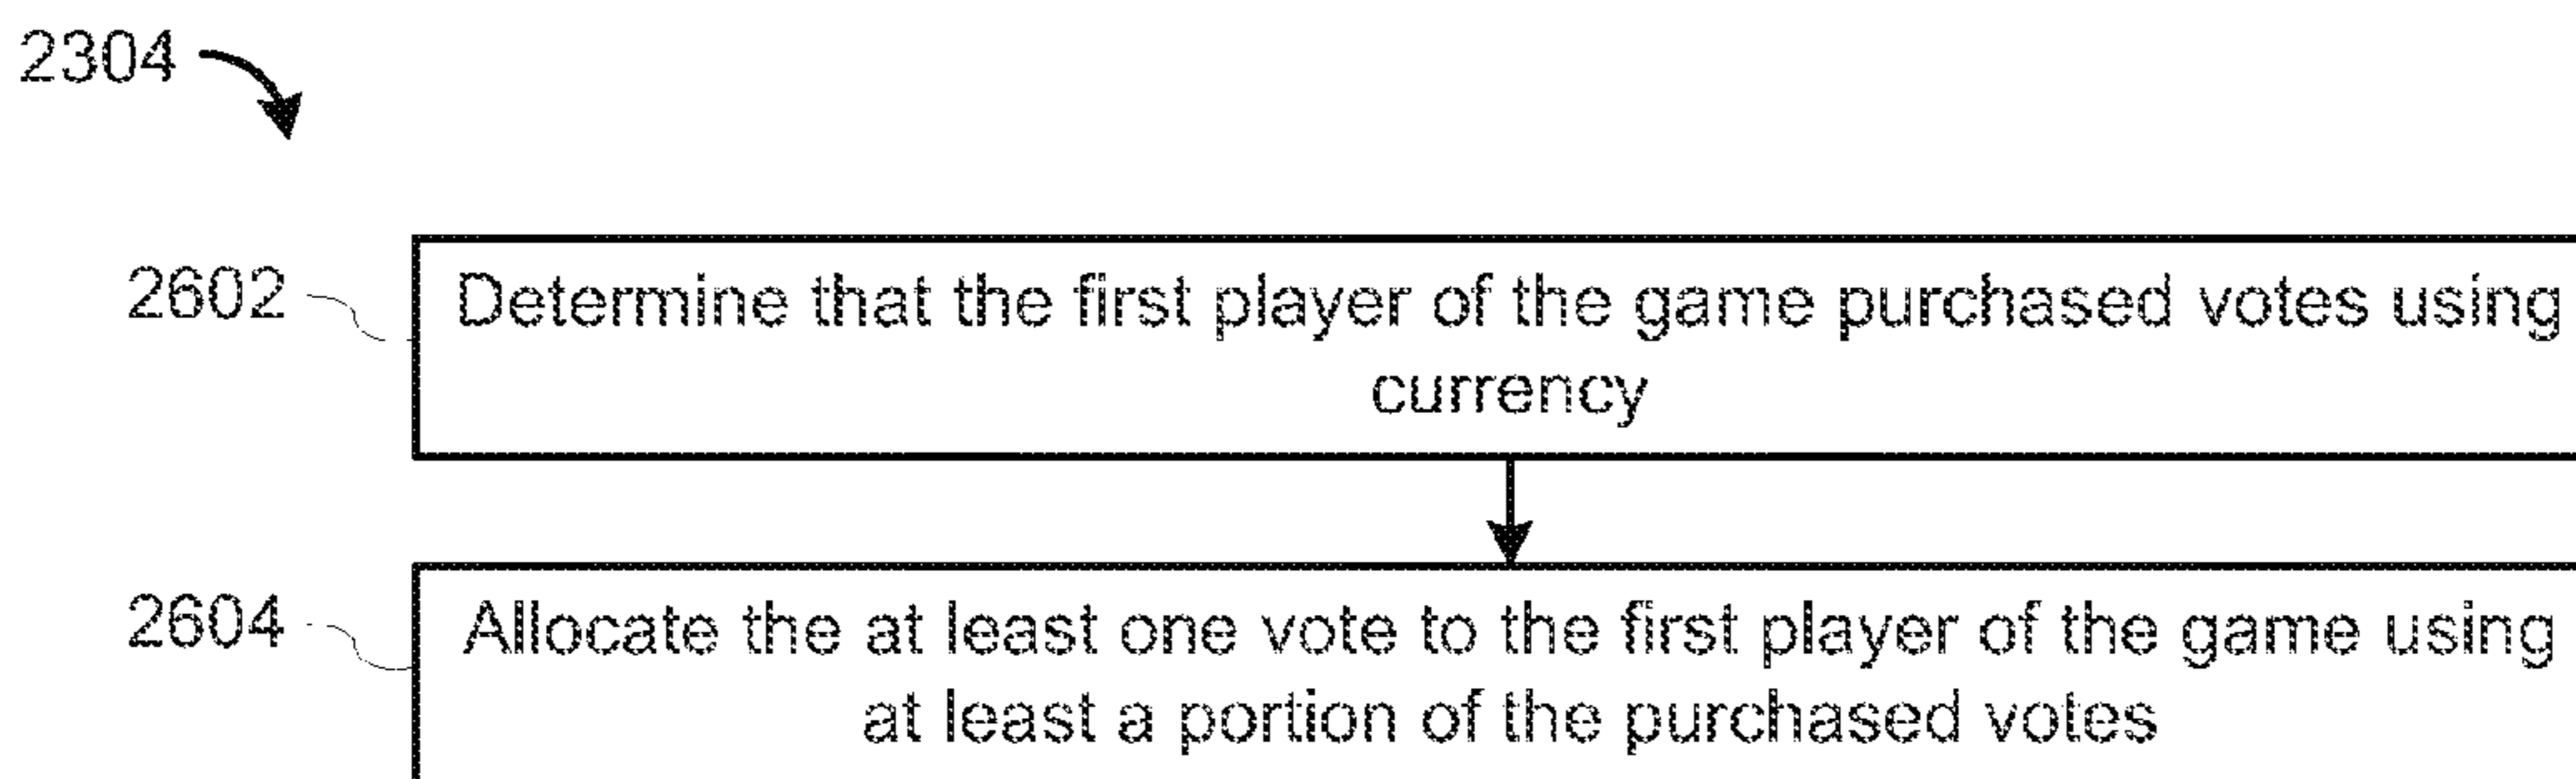 2304
2602
Determine that the first player of the game purchased votes using
currency
2604
Allocate the at least one vote to the first player of the game using
at least a portion of the purchased votes